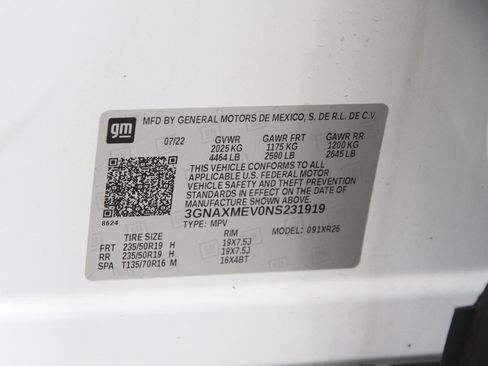 gm
MFD BY GENERAL MOTORS DE MEXICO, S. DE R.L. DE C.V.
07/22 GVWR GAWR FRT GAWR RR
2025 KG 1175 KG 1200 KG
4464 LB 2590 LB 2645 LB
THIS VEHICLE CONFORMS TO ALL
APPLICABLE U.S. FEDERAL MOTOR
VEHICLE SAFETY AND THEFT PREVENTION
STANDARDS IN EFFECT ON THE DATE OF
MANUFACTURE SHOWN ABOVE.
3GNAXMEV0NS231919
8624
TYPE: MPV MODEL: 091XR26
TIRE SIZE RIM
FRT 235/50R19 H 19X7.5J
RR 235/50R19 H 19X7.5J
SPA T135/70R16 M 16X4BT